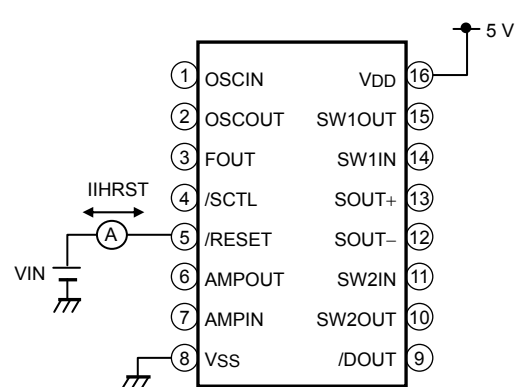 5 V
1 OSCIN
VDD 16
2 OSCOUT
SW1OUT 15
3 FOUT
SW1IN 14
IIHRST
4 /SCTL
SOUT+ 13
A
5 /RESET
SOUT− 12
VIN
6 AMPOUT
SW2IN 11
7 AMPIN
SW2OUT 10
8 VSS
/DOUT 9